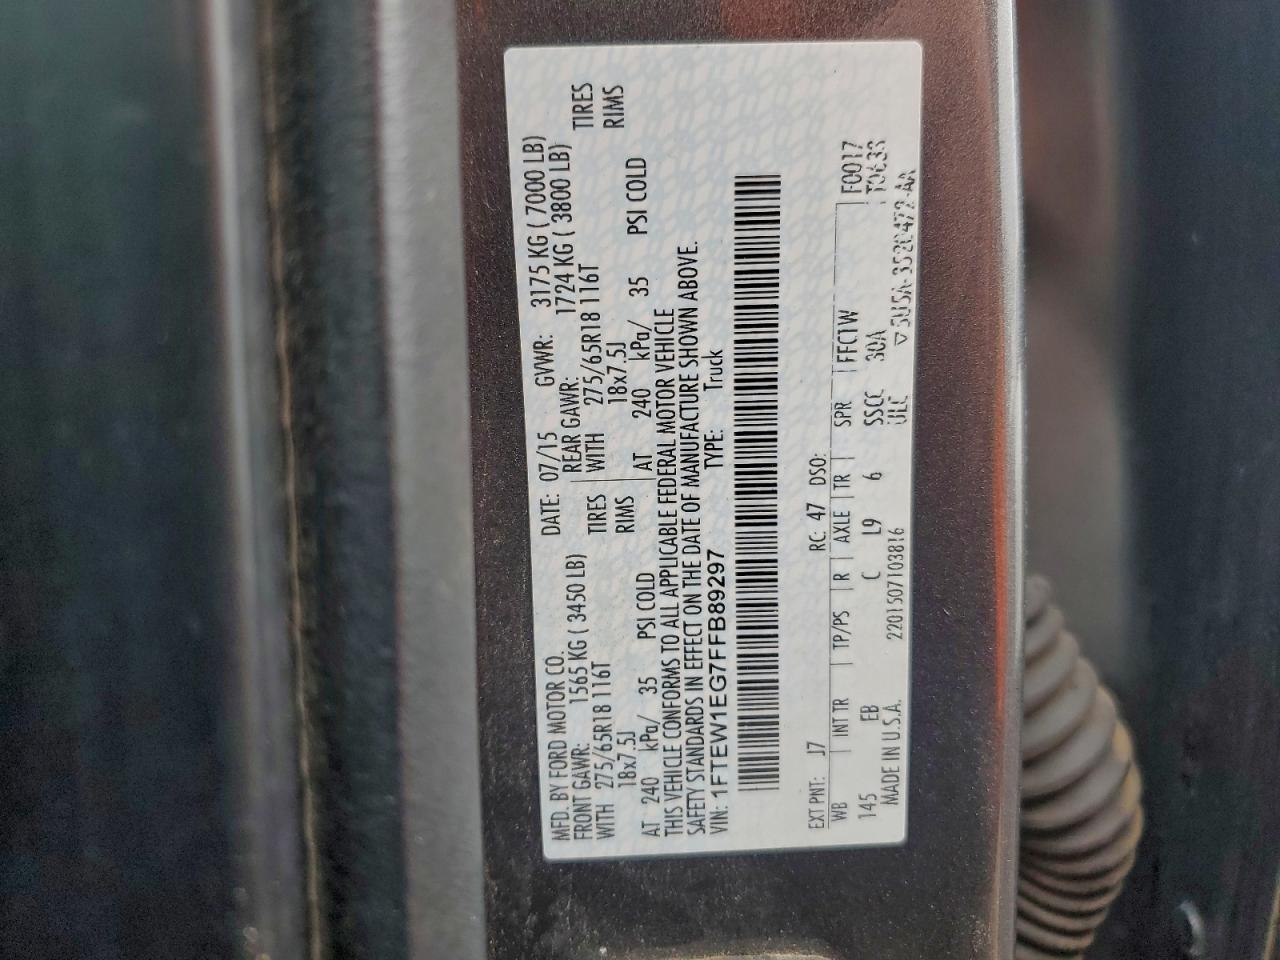 MFD. BY FORD MOTOR CO.
DATE: 07/15 GVWR: 3175 KG ( 7000 LB)
FRONT GAWR: 1565 KG ( 3450 LB) REAR GAWR: 1724 KG ( 3800 LB)
WITH 275/65R18 116T TIRES WITH 275/65R18 116T TIRES
18x7.5J RIMS 18x7.5J RIMS
AT 240 kPa/ 35 PSI COLD AT 240 kPa/ 35 PSI COLD
THIS VEHICLE CONFORMS TO ALL APPLICABLE FEDERAL MOTOR VEHICLE
SAFETY STANDARDS IN EFFECT ON THE DATE OF MANUFACTURE SHOWN ABOVE.
VIN: 1FTEW1EG7FFB89297 TYPE: Truck
EXT PNT: J7 RC: 47 DSO:
WB INT TR TP/PS R AXLE TR SPR FFC1W F0017
145 EB C L9 6 SSCC 30A T0633
MADE IN U.S.A. 2201507103816 ULC